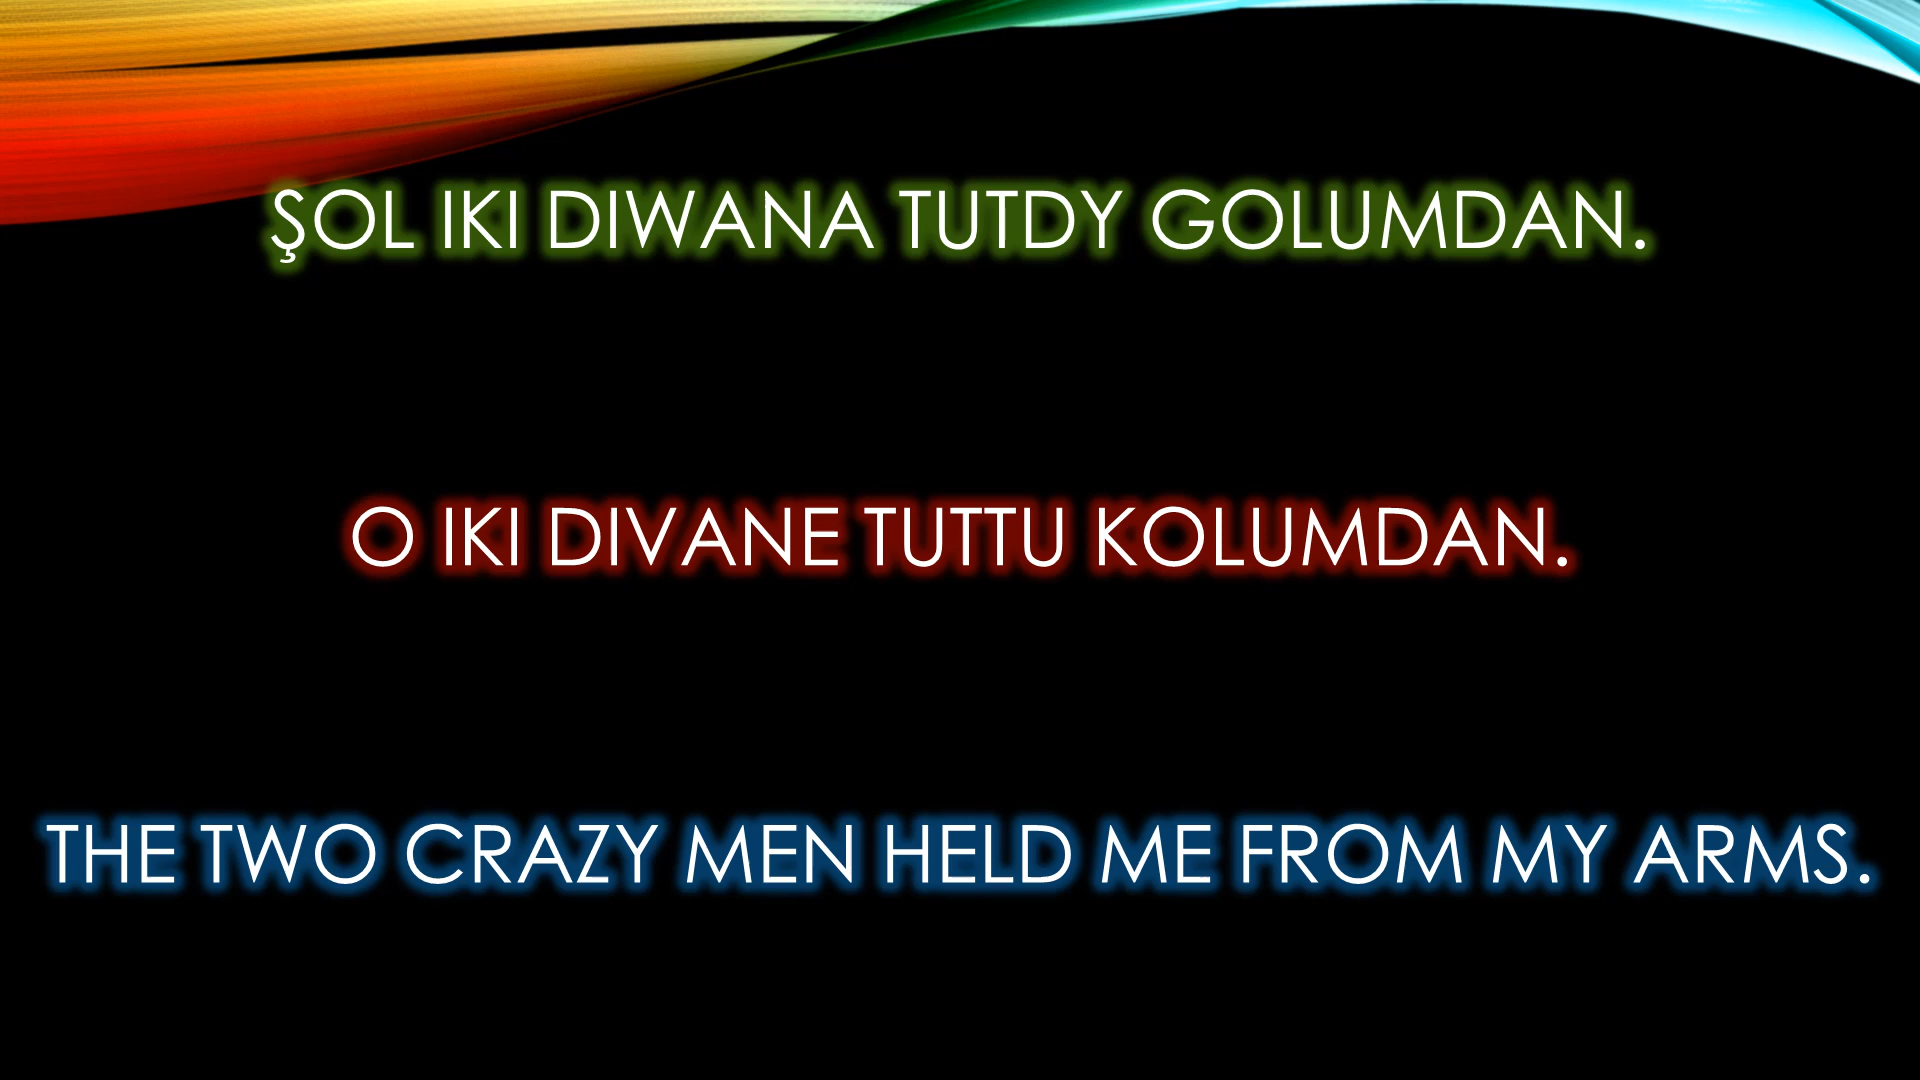 ŞOL IKI DIWANA TUTDY GOLUMDAN.
O IKI DIVANE TUTTU KOLUMDAN.
THE TWO CRAZY MEN HELD ME FROM MY ARMS.